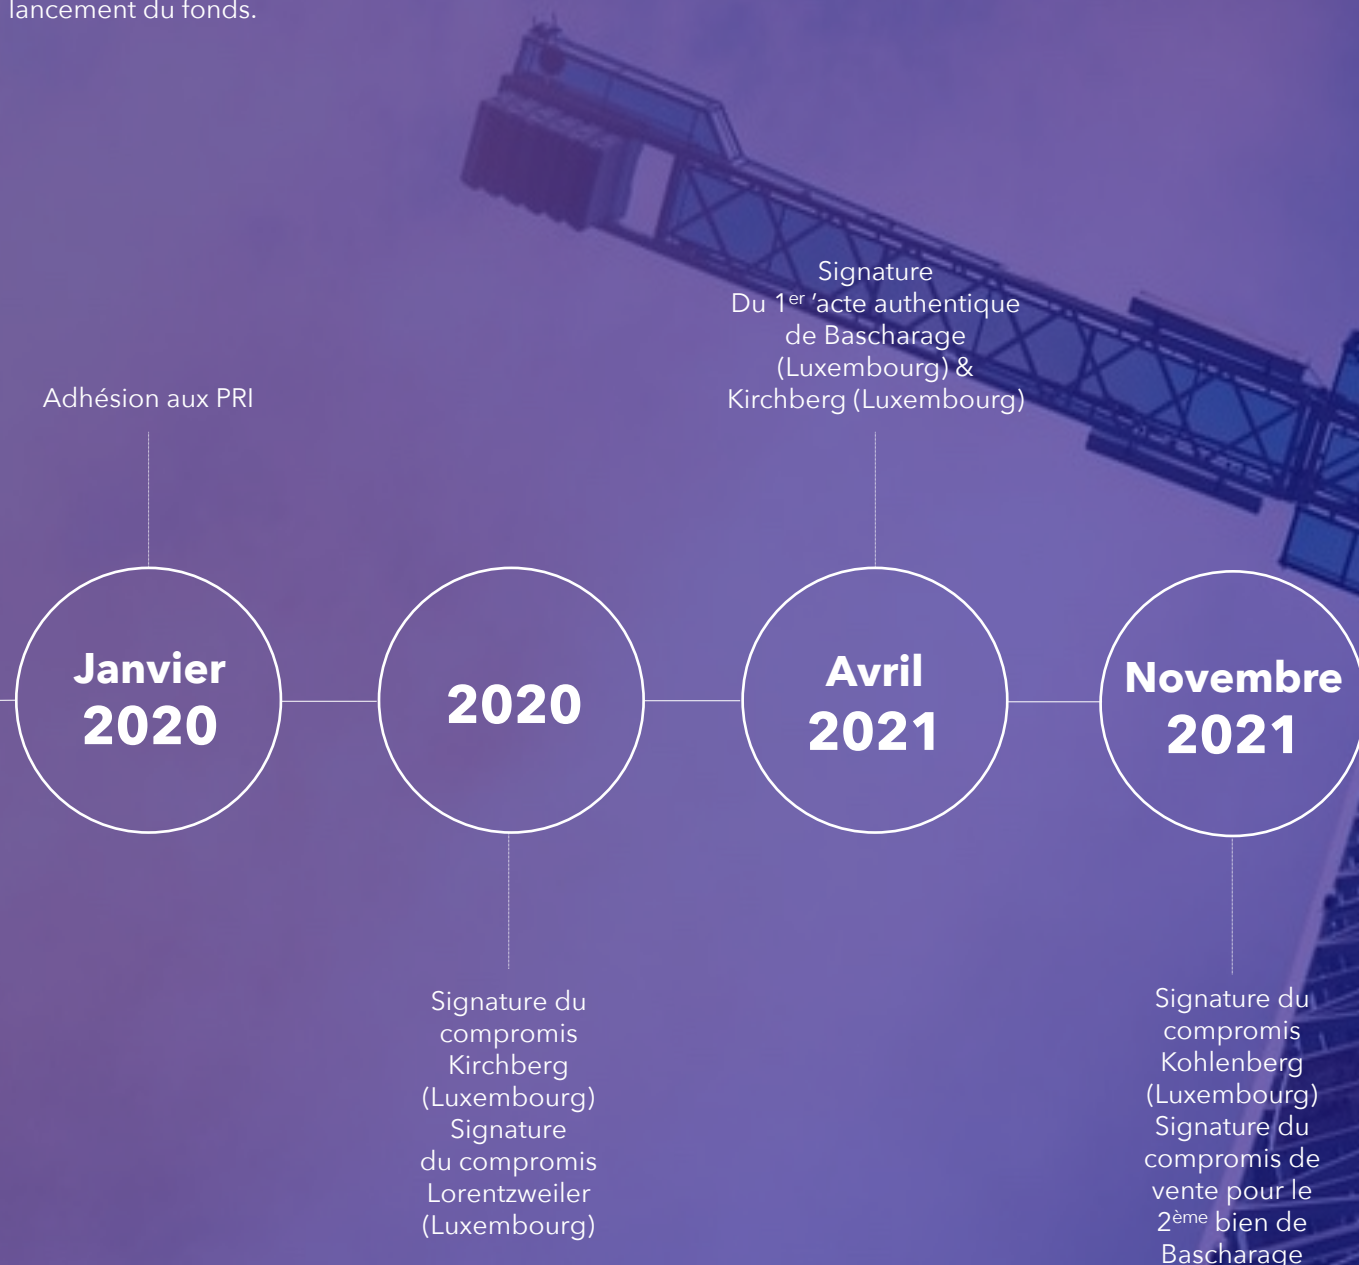 lancement du fonds.
Adhésion aux PRI
Janvier
2020
2020
Signature du
compromis
Kirchberg
(Luxembourg)
Signature
du compromis
Lorentzweiler
(Luxembourg)
Signature
Du 1er ’acte authentique
de Bascharage
(Luxembourg) &
Kirchberg (Luxembourg)
Avril
2021
Novembre
2021
Signature du
compromis
Kohlenberg
(Luxembourg)
Signature du
compromis de
vente pour le
2ème bien de
Bascharage